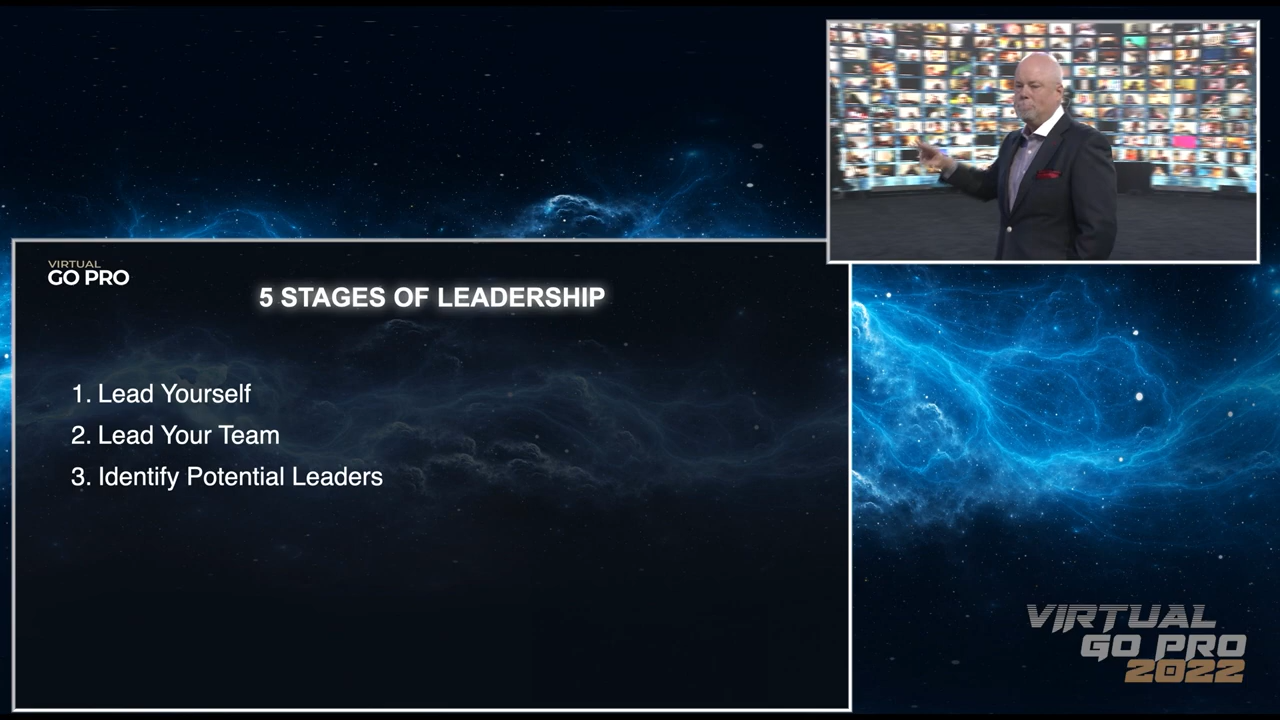 VIRTUAL
GO PRO
5 STAGES OF LEADERSHIP
1. Lead Yourself
2. Lead Your Team
3. Identify Potential Leaders
VIRTUAL
GO PRO
2022